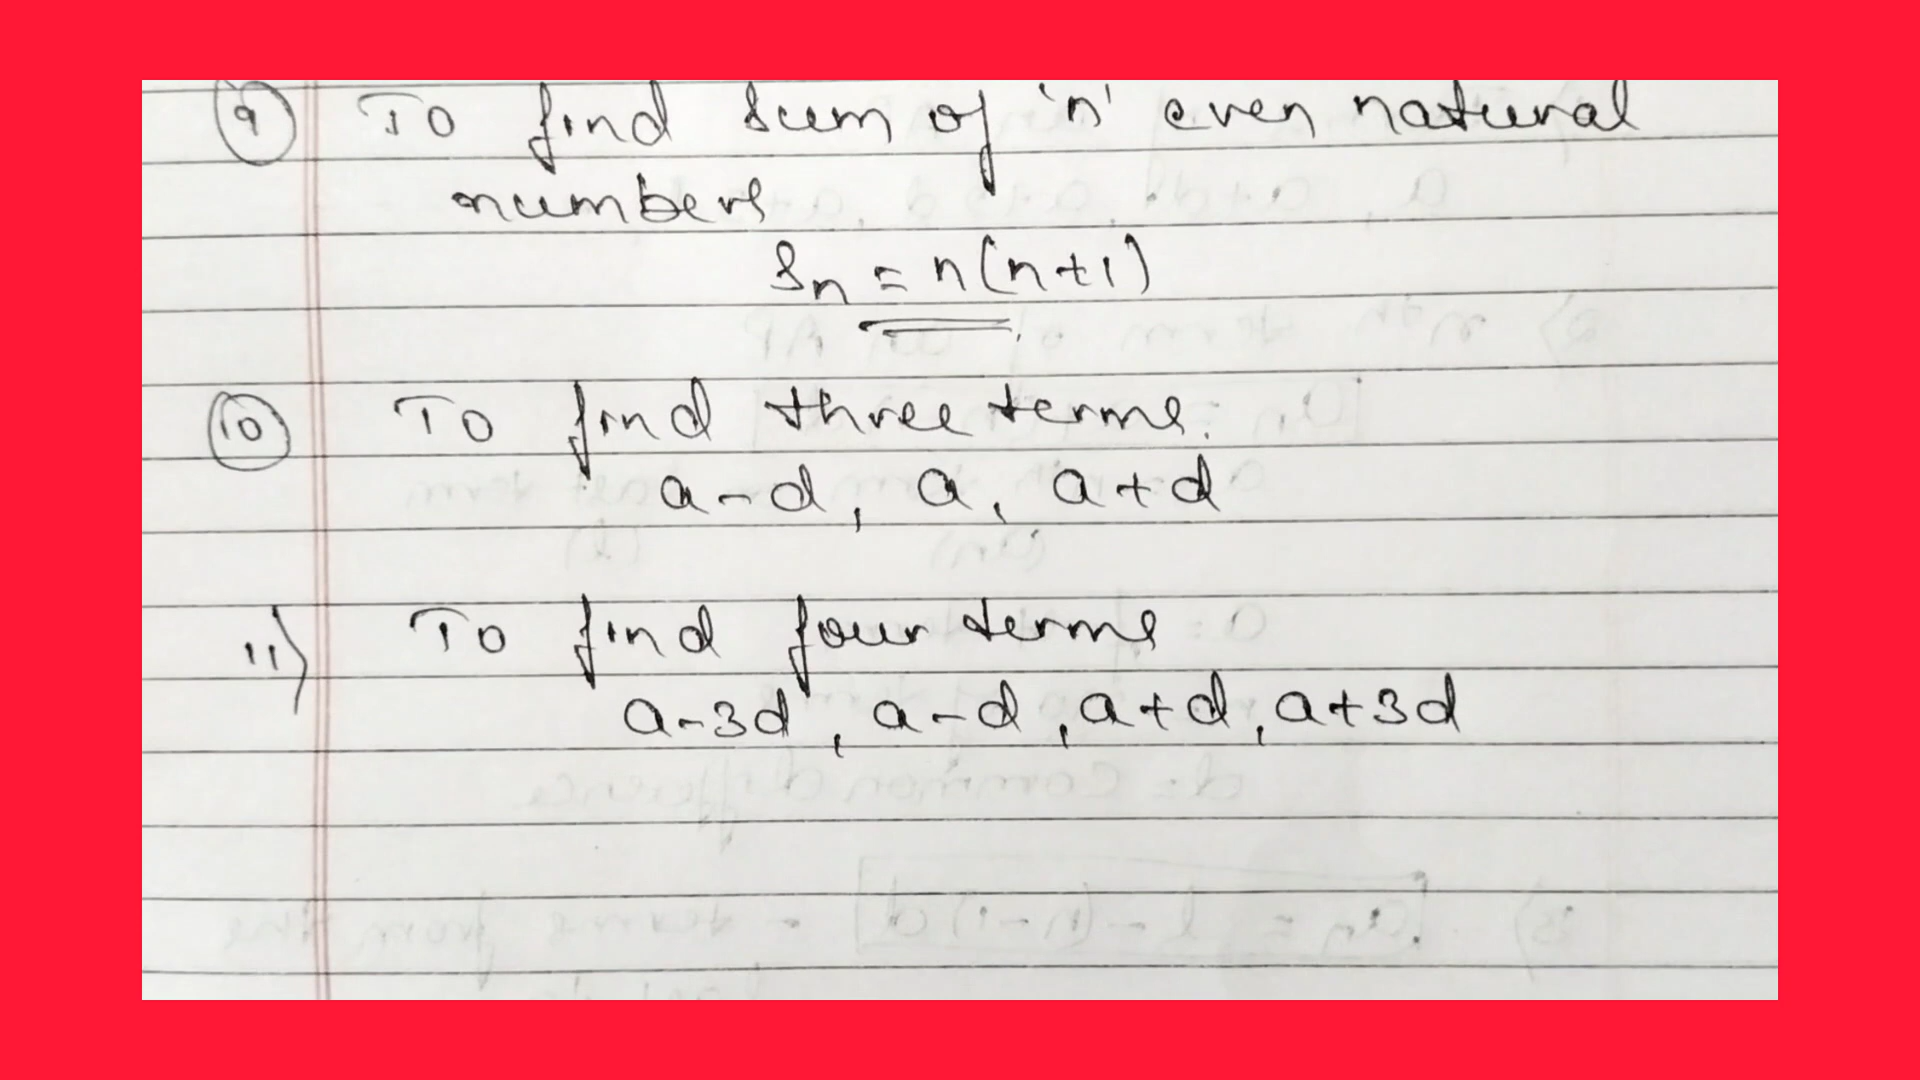 9 To find sum of 'n' even natural
numbers
Sn = n(n+1)
10 To find three terms.
a-d, a, a+d
11) To find four terms
a-3d, a-d, a+d, a+3d